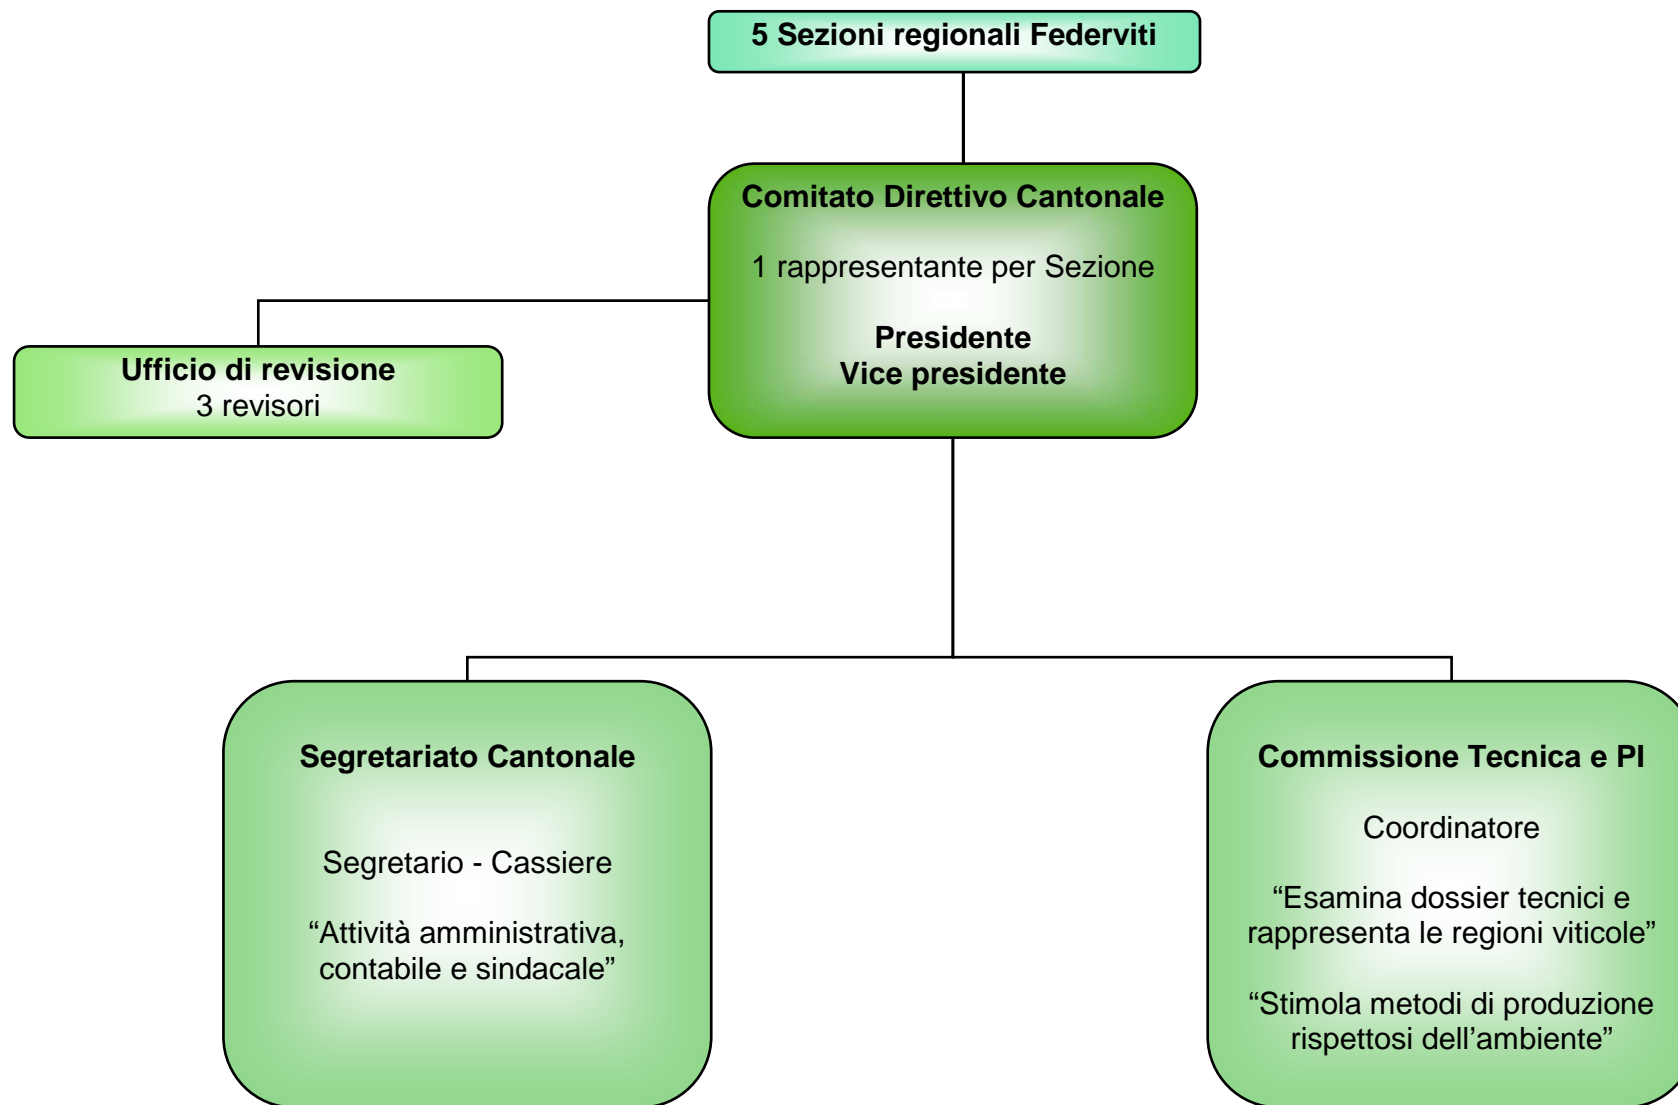 5 Sezioni regionali Federviti
Comitato Direttivo Cantonale
1 rappresentante per Sezione
Presidente
Vice presidente
Ufficio di revisione
3 revisori
Segretariato Cantonale
Segretario - Cassiere
“Attività amministrativa,
contabile e sindacale”
Commissione Tecnica e PI
Coordinatore
“Esamina dossier tecnici e
rappresenta le regioni viticole”
“Stimola metodi di produzione
rispettosi dell’ambiente”